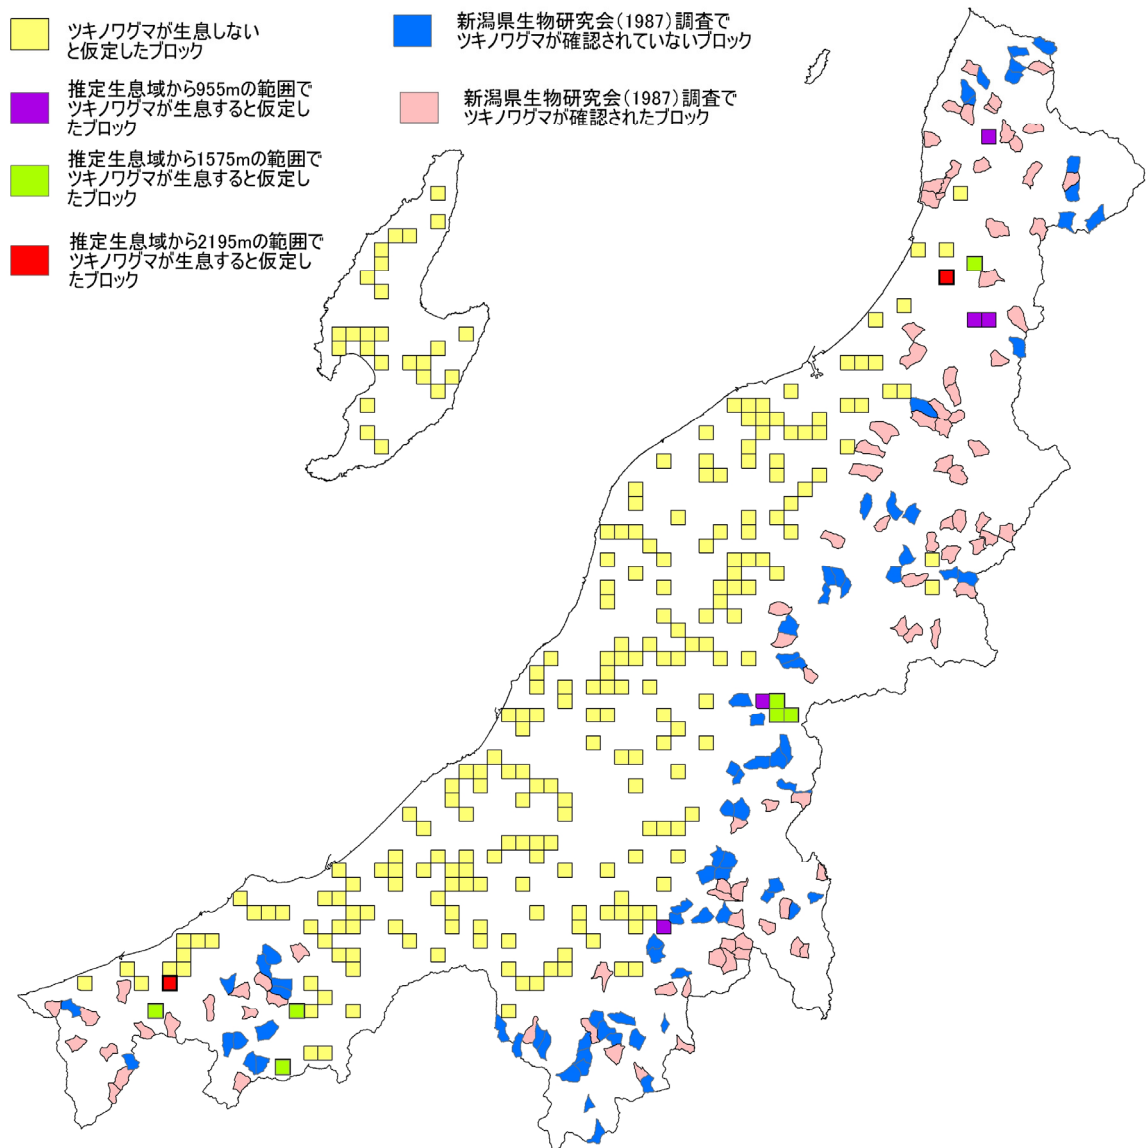 ツキノワグマが生息しない
と仮定したブロック
推定生息域から955mの範囲で
ツキノワグマが生息すると仮定し
たブロック
推定生息域から1575mの範囲で
ツキノワグマが生息すると仮定し
たブロック
推定生息域から2195mの範囲で
ツキノワグマが生息すると仮定し
たブロック
新潟県生物研究会(1987)調査で
ツキノワグマが確認されていないブロック
新潟県生物研究会(1987)調査で
ツキノワグマが確認されたブロック